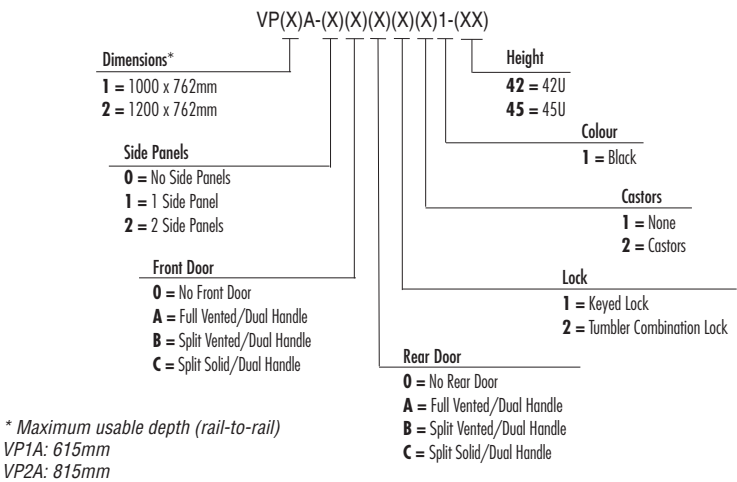 VP(X)A-(X)(X)(X)(X)(X)1-(XX)
Dimensions*
1 = 1000 x 762mm
2 = 1200 x 762mm
Height
42 = 42U
45 = 45U
Colour
1 = Black
Side Panels
0 = No Side Panels
1 = 1 Side Panel
2 = 2 Side Panels
Castors
1 = None
2 = Castors
Front Door
0 = No Front Door
A = Full Vented/Dual Handle
B = Split Vented/Dual Handle
C = Split Solid/Dual Handle
Lock
1 = Keyed Lock
2 = Tumbler Combination Lock
Rear Door
0 = No Rear Door
A = Full Vented/Dual Handle
B = Split Vented/Dual Handle
C = Split Solid/Dual Handle
* Maximum usable depth (rail-to-rail)
VP1A: 615mm
VP2A: 815mm